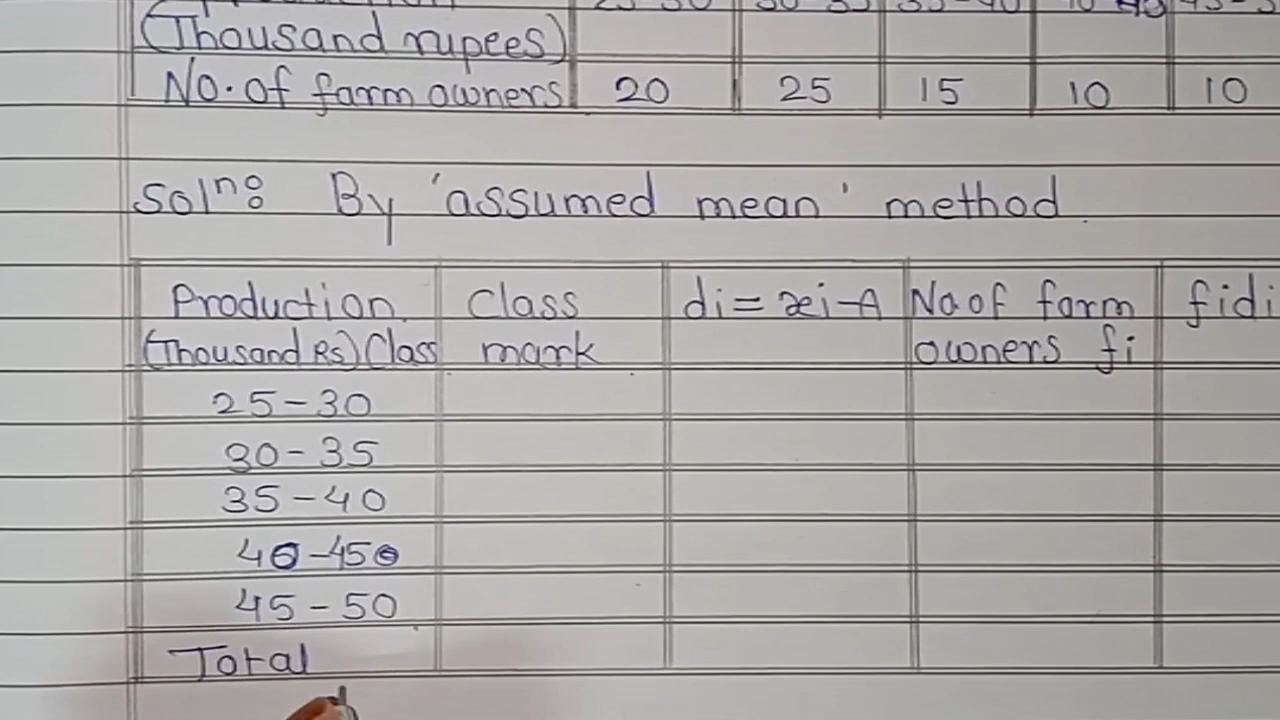 (Thousand rupees)
No. of farm owners 20 25 15 10 10
Solⁿ: By 'assumed mean' method.
Production Class di = xi - A No of farm fidi
(Thousand Rs) Class mark owners fi
25-30
30-35
35-40
40-450
45-50
Total